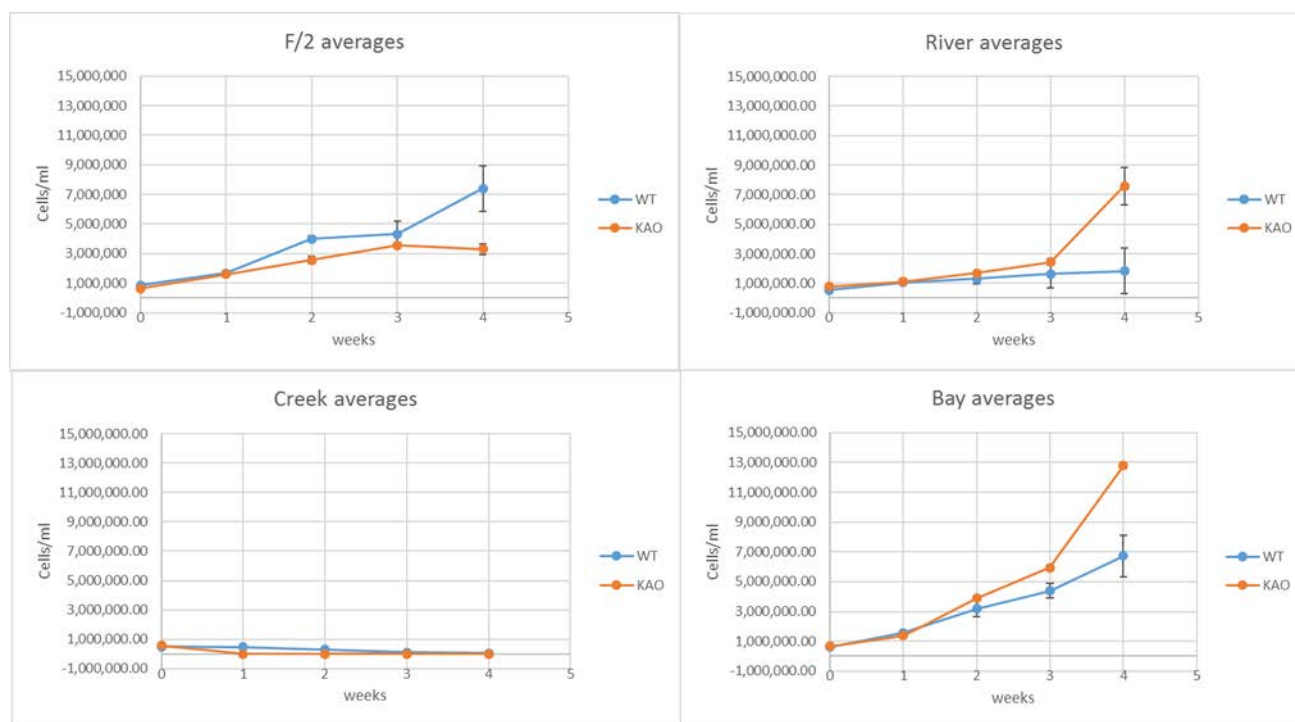 F/2 averages
15,000,000
13,000,000
11,000,000
9,000,000
7,000,000
5,000,000
3,000,000
1,000,000
-1,000,000
Cells/ml
0 1 2 3 4 5
weeks
WT
KAO
River averages
15,000,000.00
13,000,000.00
11,000,000.00
9,000,000.00
7,000,000.00
5,000,000.00
3,000,000.00
1,000,000.00
-1,000,000.00
Cells/ml
0 1 2 3 4 5
weeks
WT
KAO
Creek averages
15,000,000.00
13,000,000.00
11,000,000.00
9,000,000.00
7,000,000.00
5,000,000.00
3,000,000.00
1,000,000.00
-1,000,000.00
Cells/ml
0 1 2 3 4 5
weeks
WT
KAO
Bay averages
15,000,000.00
13,000,000.00
11,000,000.00
9,000,000.00
7,000,000.00
5,000,000.00
3,000,000.00
1,000,000.00
-1,000,000.00
Cells/ml
0 1 2 3 4 5
weeks
WT
KAO